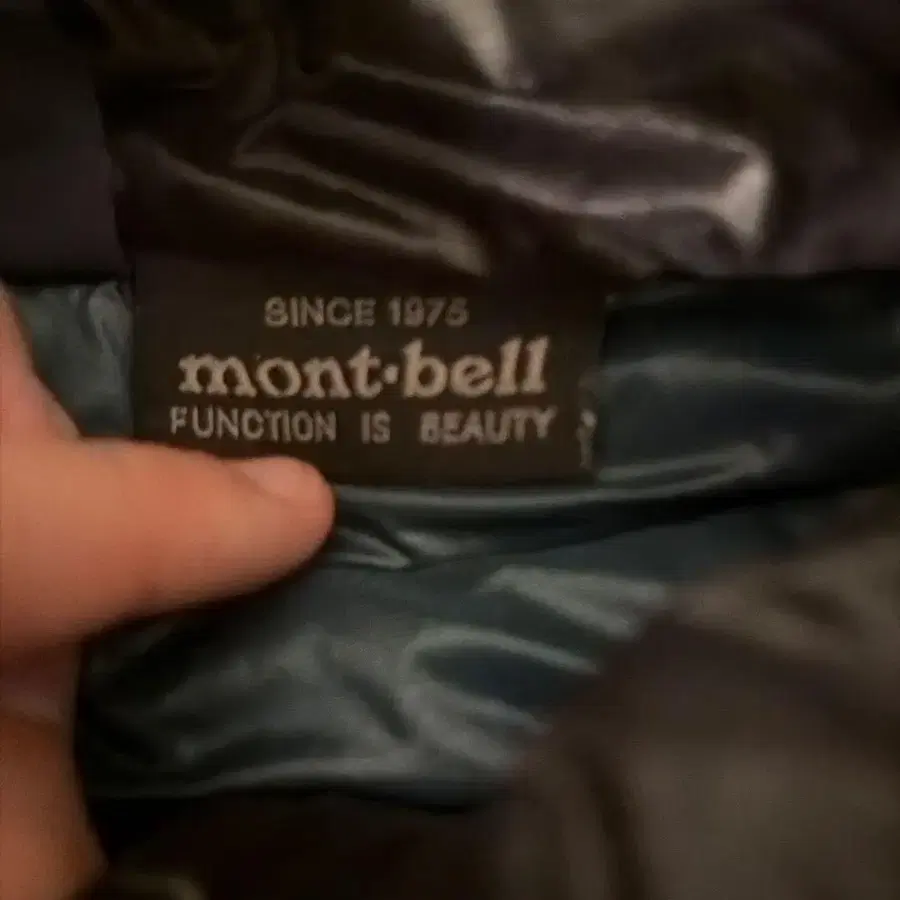 SINCE 1975
mont·bell
FUNCTION IS BEAUTY